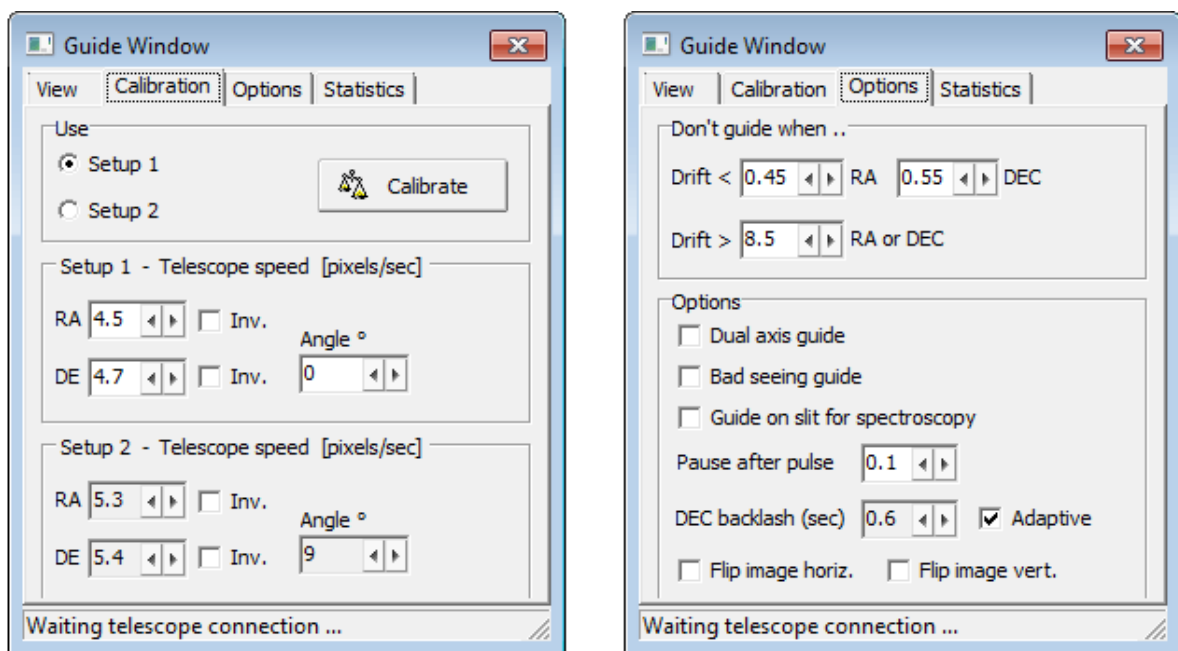 Guide Window
View Calibration Options Statistics
Use
Setup 1
Calibrate
Setup 2
Setup 1 - Telescope speed [pixels/sec]
RA 4.5 Inv.
Angle º
DE 4.7 Inv. 0
Setup 2 - Telescope speed [pixels/sec]
RA 5.3 Inv.
Angle º
DE 5.4 Inv. 9
Waiting telescope connection ...
Guide Window
View Calibration Options Statistics
Don't guide when ..
Drift < 0.45 RA 0.55 DEC
Drift > 8.5 RA or DEC
Options
Dual axis guide
Bad seeing guide
Guide on slit for spectroscopy
Pause after pulse 0.1
DEC backlash (sec) 0.6 Adaptive
Flip image horiz. Flip image vert.
Waiting telescope connection ...